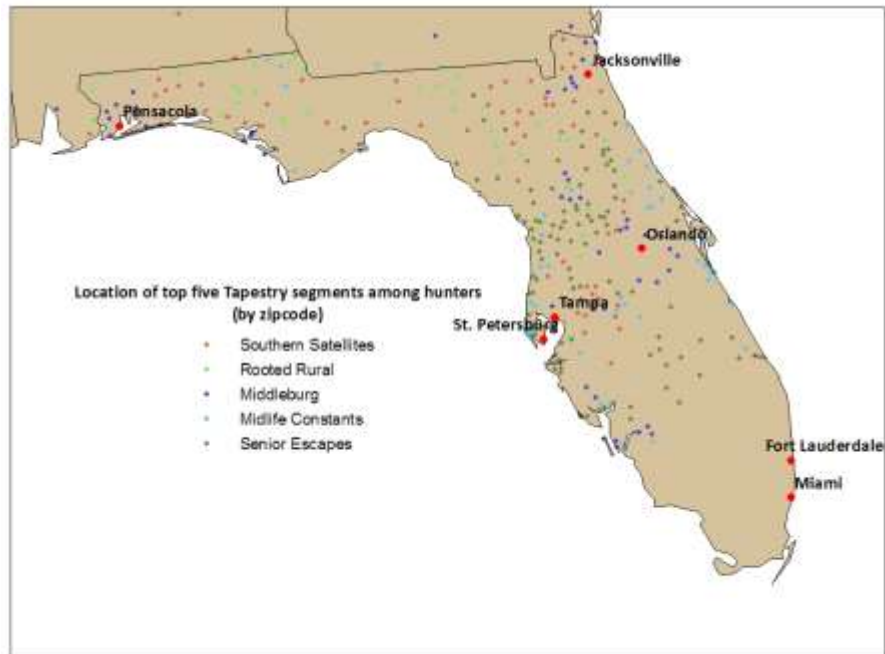 Jacksonville
Pensacola
Orlando
Location of top five Tapestry segments among hunters
(by zipcode)
Tampa
St. Petersburg
Southern Satellites
Rooted Rural
Middleburg
Midlife Constants
Senior Escapes
Fort Lauderdale
Miami